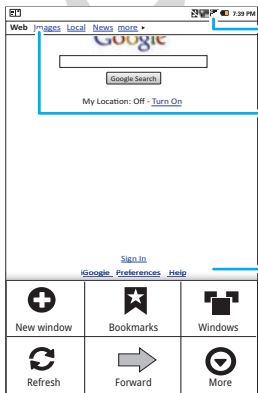 7:39 PM
Web Images Local News more
Google
Google Search
My Location: Off - Turn On
Sign In
iGoogle Preferences Help
New window Bookmarks Windows
Refresh Forward More